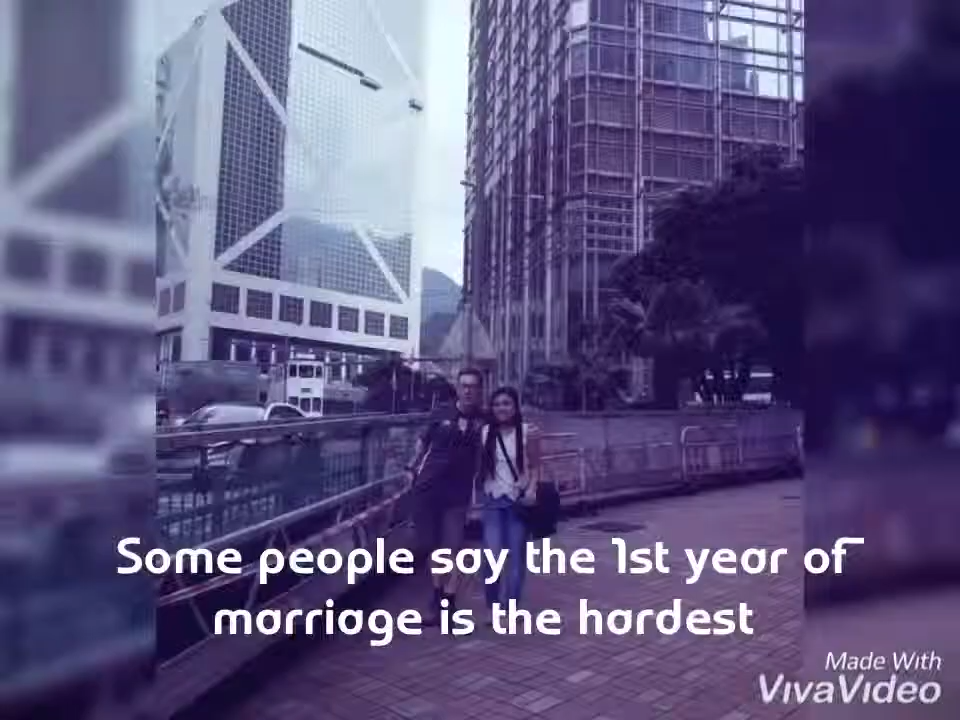 Some people say the 1st year of
marriage is the hardest
Made With
VivaVideo